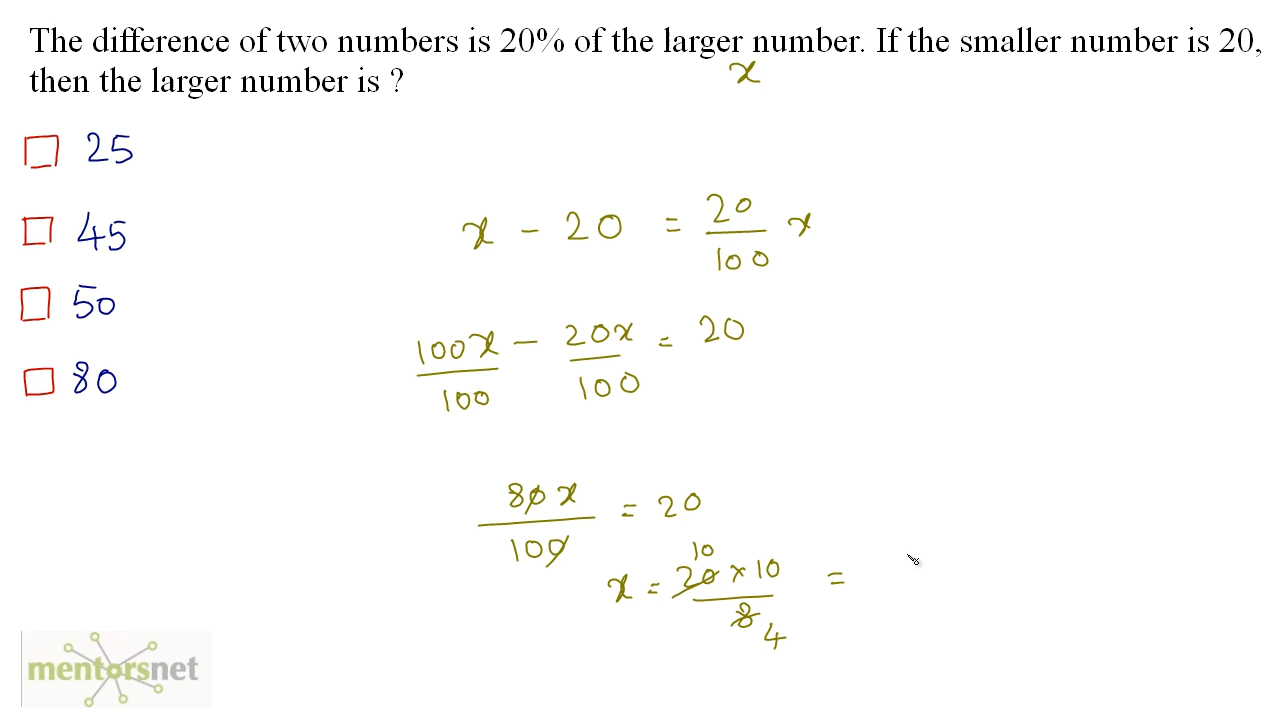 The difference of two numbers is 20% of the larger number. If the smaller number is 20,
x
then the larger number is ?
25
45
50
80
x - 20 = 20/100 x
100x/100 - 20x/100 = 20
80x/100 = 20
10
x = 20 x 10 / 8 =
4
mentorsnet